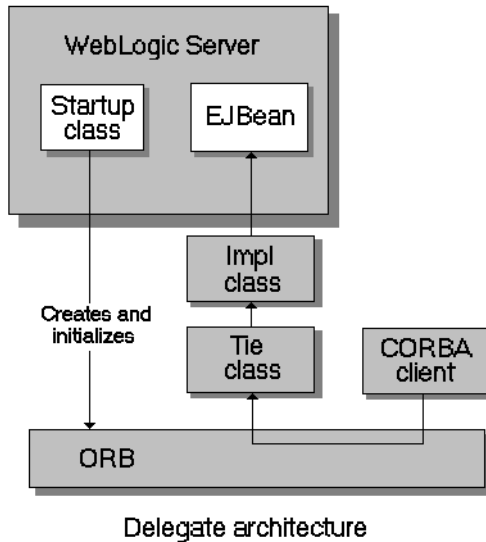 WebLogic Server
Startup
class
EJBean
Impl
class
Creates and
initializes
Tie
class
CORBA
client
ORB
Delegate architecture